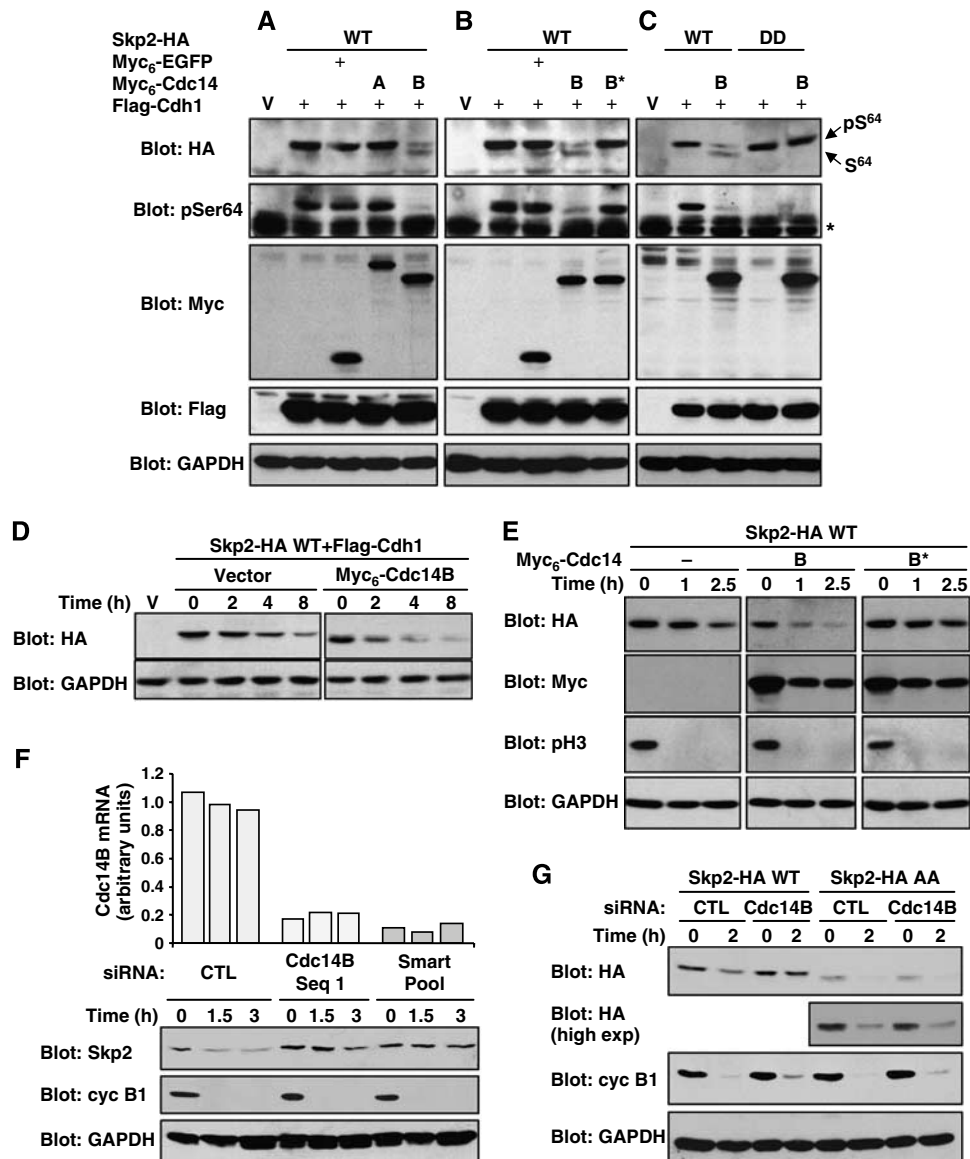 A B C
Skp2-HA WT WT WT DD
Myc6-EGFP + +
Myc6-Cdc14 A B B B* B B
Flag-Cdh1 V + + + + V + + + + V + + + +
Blot: HA
pS64
S64
Blot: pSer64
*
Blot: Myc
Blot: Flag
Blot: GAPDH
D
Skp2-HA WT+Flag-Cdh1
Vector Myc6-Cdc14B
Time (h) V 0 2 4 8 0 2 4 8
Blot: HA
Blot: GAPDH
E
Skp2-HA WT
Myc6-Cdc14 – B B*
Time (h) 0 1 2.5 0 1 2.5 0 1 2.5
Blot: HA
Blot: Myc
Blot: pH3
Blot: GAPDH
F
Cdc14B mRNA
(arbitrary units)
1.2
1.0
0.8
0.6
0.4
0.2
0
siRNA: CTL Cdc14B Seq 1 Smart Pool
Time (h) 0 1.5 3 0 1.5 3 0 1.5 3
Blot: Skp2
Blot: cyc B1
Blot: GAPDH
G
Skp2-HA WT Skp2-HA AA
siRNA: CTL Cdc14B CTL Cdc14B
Time (h) 0 2 0 2 0 2 0 2
Blot: HA
Blot: HA
(high exp)
Blot: cyc B1
Blot: GAPDH